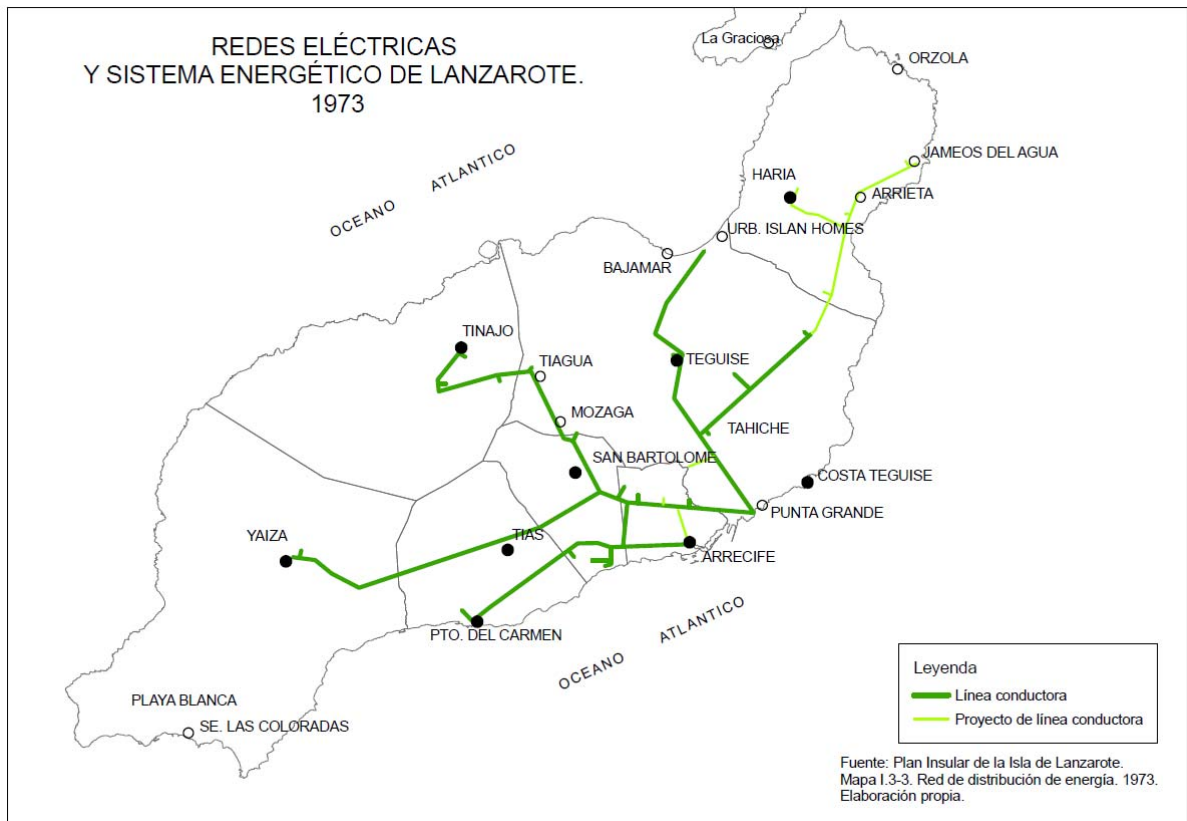 REDES ELÉCTRICAS
Y SISTEMA ENERGÉTICO DE LANZAROTE.
1973
La Graciosa
ORZOLA
OCEANO ATLANTICO
JAMEOS DEL AGUA
HARIA
ARRIETA
URB. ISLAN HOMES
BAJAMAR
TINAJO
TIAGUA
TEGUISE
MOZAGA
TAHICHE
SAN BARTOLOME
COSTA TEGUISE
PUNTA GRANDE
YAIZA
TIAS
ARRECIFE
PTO. DEL CARMEN
OCEANO ATLANTICO
PLAYA BLANCA
SE. LAS COLORADAS
Leyenda
Línea conductora
Proyecto de línea conductora
Fuente: Plan Insular de la Isla de Lanzarote.
Mapa I.3-3. Red de distribución de energía. 1973.
Elaboración propia.